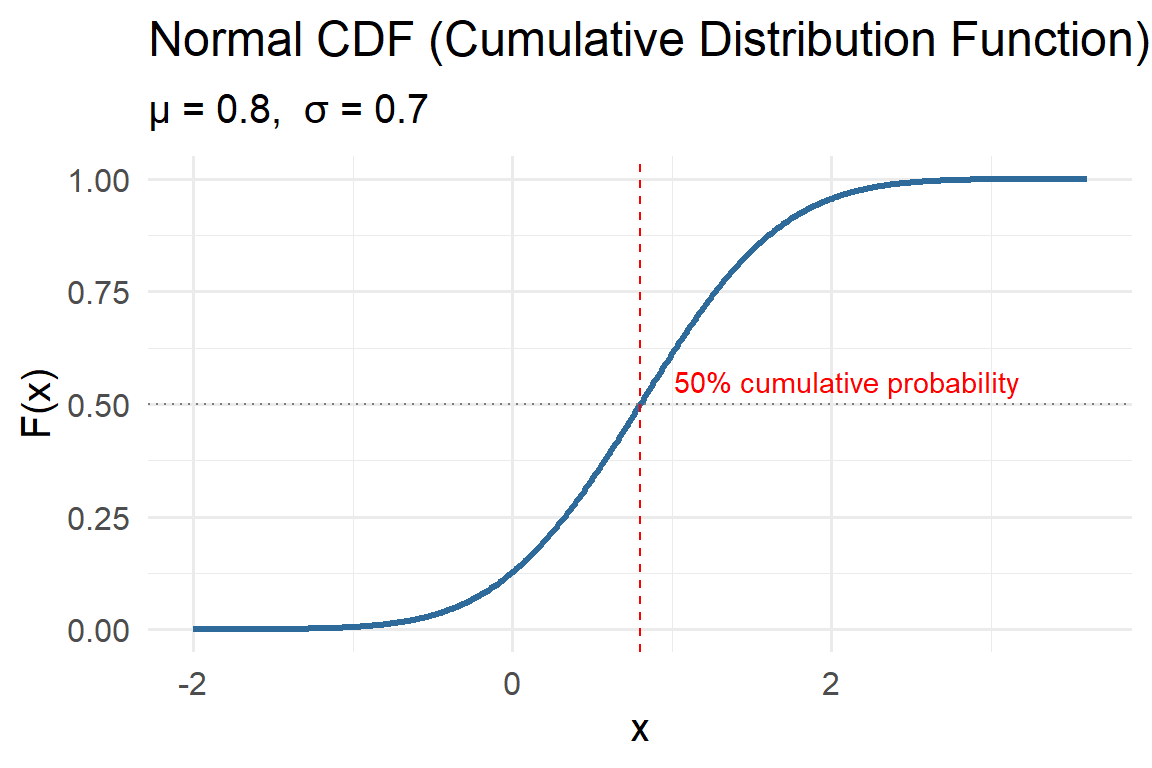 Normal CDF (Cumulative Distribution Function)
μ = 0.8,  σ = 0.7
1.00
0.75
50% cumulative probability
0.50
0.25
0.00
F(x)
-2
0
2
x